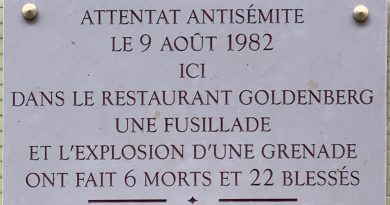 ATTENTAT ANTISÉMITE
LE 9 AOÛT 1982
ICI
DANS LE RESTAURANT GOLDENBERG
UNE FUSILLADE
ET L'EXPLOSION D'UNE GRENADE
ONT FAIT 6 MORTS ET 22 BLESSÉS